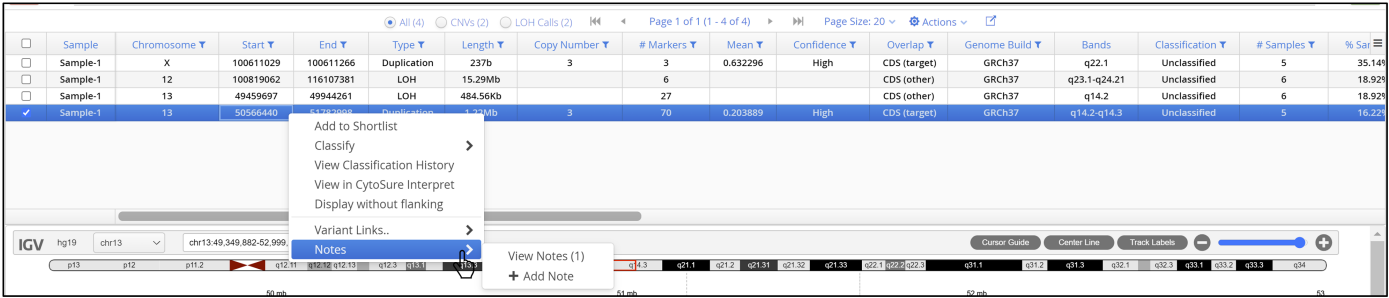 All (4) CNVs (2) LOH Calls (2) Page 1 of 1 (1 - 4 of 4) Page Size: 20 Actions
Sample Chromosome Start End Type Length Copy Number # Markers Mean Confidence Overlap Genome Build Bands Classification # Samples % Sar
Sample-1 X 100611029 100611266 Duplication 237b 3 3 0.632296 High CDS (target) GRCh37 q22.1 Unclassified 5 35.14%
Sample-1 12 100819062 116107381 LOH 15.29Mb 6 CDS (other) GRCh37 q23.1-q24.21 Unclassified 6 18.92%
Sample-1 13 49459697 49944261 LOH 484.56Kb 27 CDS (other) GRCh37 q14.2 Unclassified 6 18.92%
Sample-1 13 50566440 51782998 Duplication 1.22Mb 3 70 0.203889 High CDS (target) GRCh37 q14.2-q14.3 Unclassified 5 16.22%
Add to Shortlist
Classify
View Classification History
View in CytoSure Interpret
Display without flanking
Variant Links..
Notes
View Notes (1)
+ Add Note
IGV hg19 chr13 chr13:49,349,882-52,999, Cursor Guide Center Line Track Labels
p13 p12 p11.2 q12.11 q12.12 q12.13 q12.3 q13.1 q13.3 q14.3 q21.1 q21.2 q21.31 q21.32 q21.33 q22.1 q22.2 q22.3 q31.1 q31.2 q31.3 q32.1 q32.3 q33.1 q33.2 q33.3 q34
50 mb 51 mb 52 mb 53